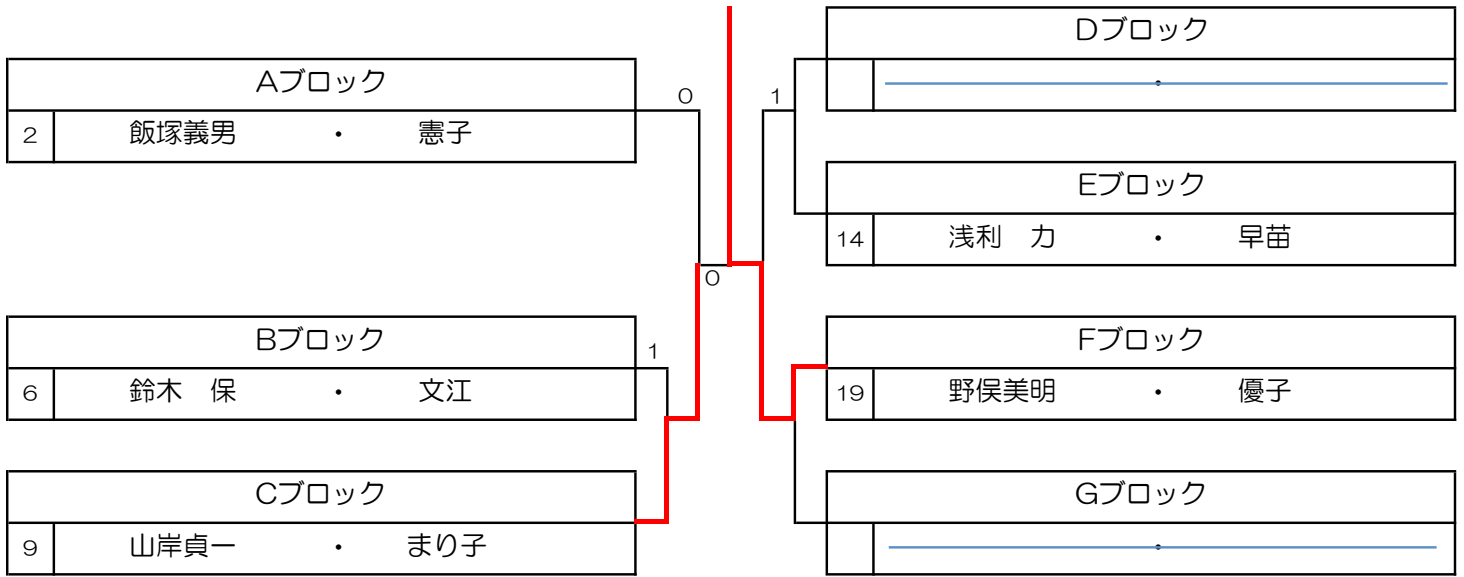 Aブロック
2 飯塚義男 ・ 憲子
0
Bブロック
6 鈴木 保 ・ 文江
1
Cブロック
9 山岸貞一 ・ まり子
0
1
Dブロック
・
Eブロック
14 浅利 力 ・ 早苗
Fブロック
19 野俣美明 ・ 優子
Gブロック
・